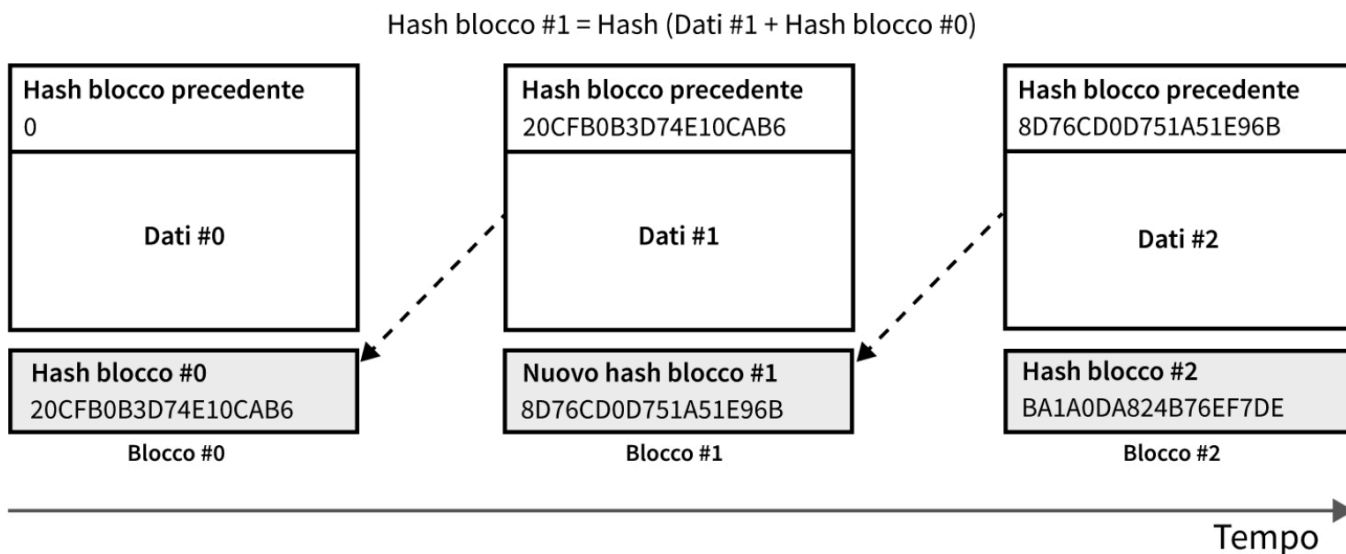 Hash blocco #1 = Hash (Dati #1 + Hash blocco #0)
Hash blocco precedente
0
Dati #0
Hash blocco #0
20CFB0B3D74E10CAB6
Blocco #0
Hash blocco precedente
20CFB0B3D74E10CAB6
Dati #1
Nuovo hash blocco #1
8D76CD0D751A51E96B
Blocco #1
Hash blocco precedente
8D76CD0D751A51E96B
Dati #2
Hash blocco #2
BA1A0DA824B76EF7DE
Blocco #2
Tempo